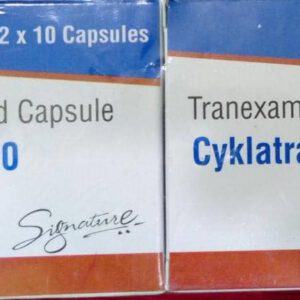 2 x 10 Capsules
d Capsule
0
Signature
Tranexam
Cyklatra